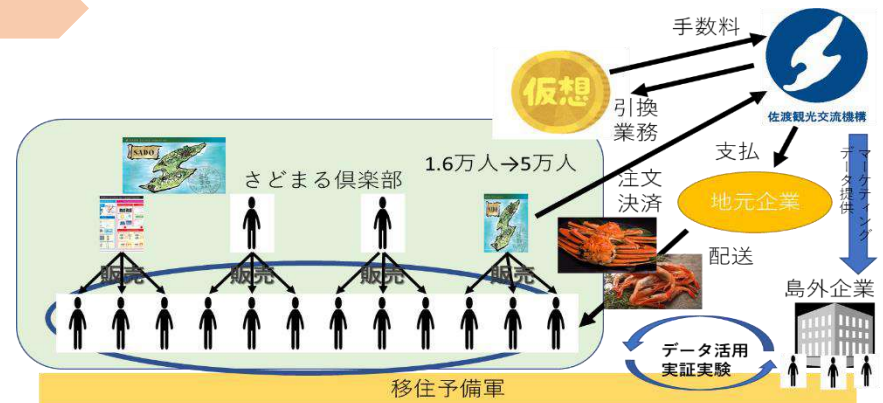 手数料
仮想
引換
業務
佐渡観光交流機構
SADO
1.6万人→5万人
さどまる倶楽部
支払
注文
決済
地元企業
マーケティング
データ提供
配送
販売
販売
販売
販売
島外企業
データ活用
実証実験
移住予備軍